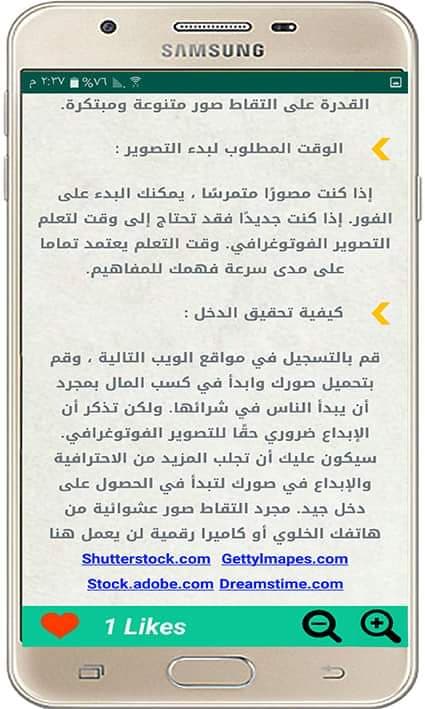 SAMSUNG
٢:٢٧ م ٧٦%
القدرة على التقاط صور متنوعة ومبتكرة.
الوقت المطلوب لبدء التصوير :
إذا كنت مصورًا متمرسًا ، يمكنك البدء على
الفور. إذا كنت جديدًا فقد تحتاج إلى وقت لتعلم
التصوير الفوتوغرافي. وقت التعلم يعتمد تماما
على مدى سرعة فهمك للمفاهيم.
كيفية تحقيق الدخل :
قم بالتسجيل في مواقع الويب التالية ، وقم
بتحميل صورك وابدأ في كسب المال بمجرد
أن يبدأ الناس في شرائها. ولكن تذكر أن
الإبداع ضروري حقًا للتصوير الفوتوغرافي.
سيكون عليك أن تجلب المزيد من الاحترافية
والإبداع في صورك لتبدأ في الحصول على
دخل جيد. مجرد التقاط صور عشوائية من
هاتفك الخلوي أو كاميرا رقمية لن يعمل هنا
Shutterstock.com GettyImapes.com
Stock.adobe.com Dreamstime.com
1 Likes